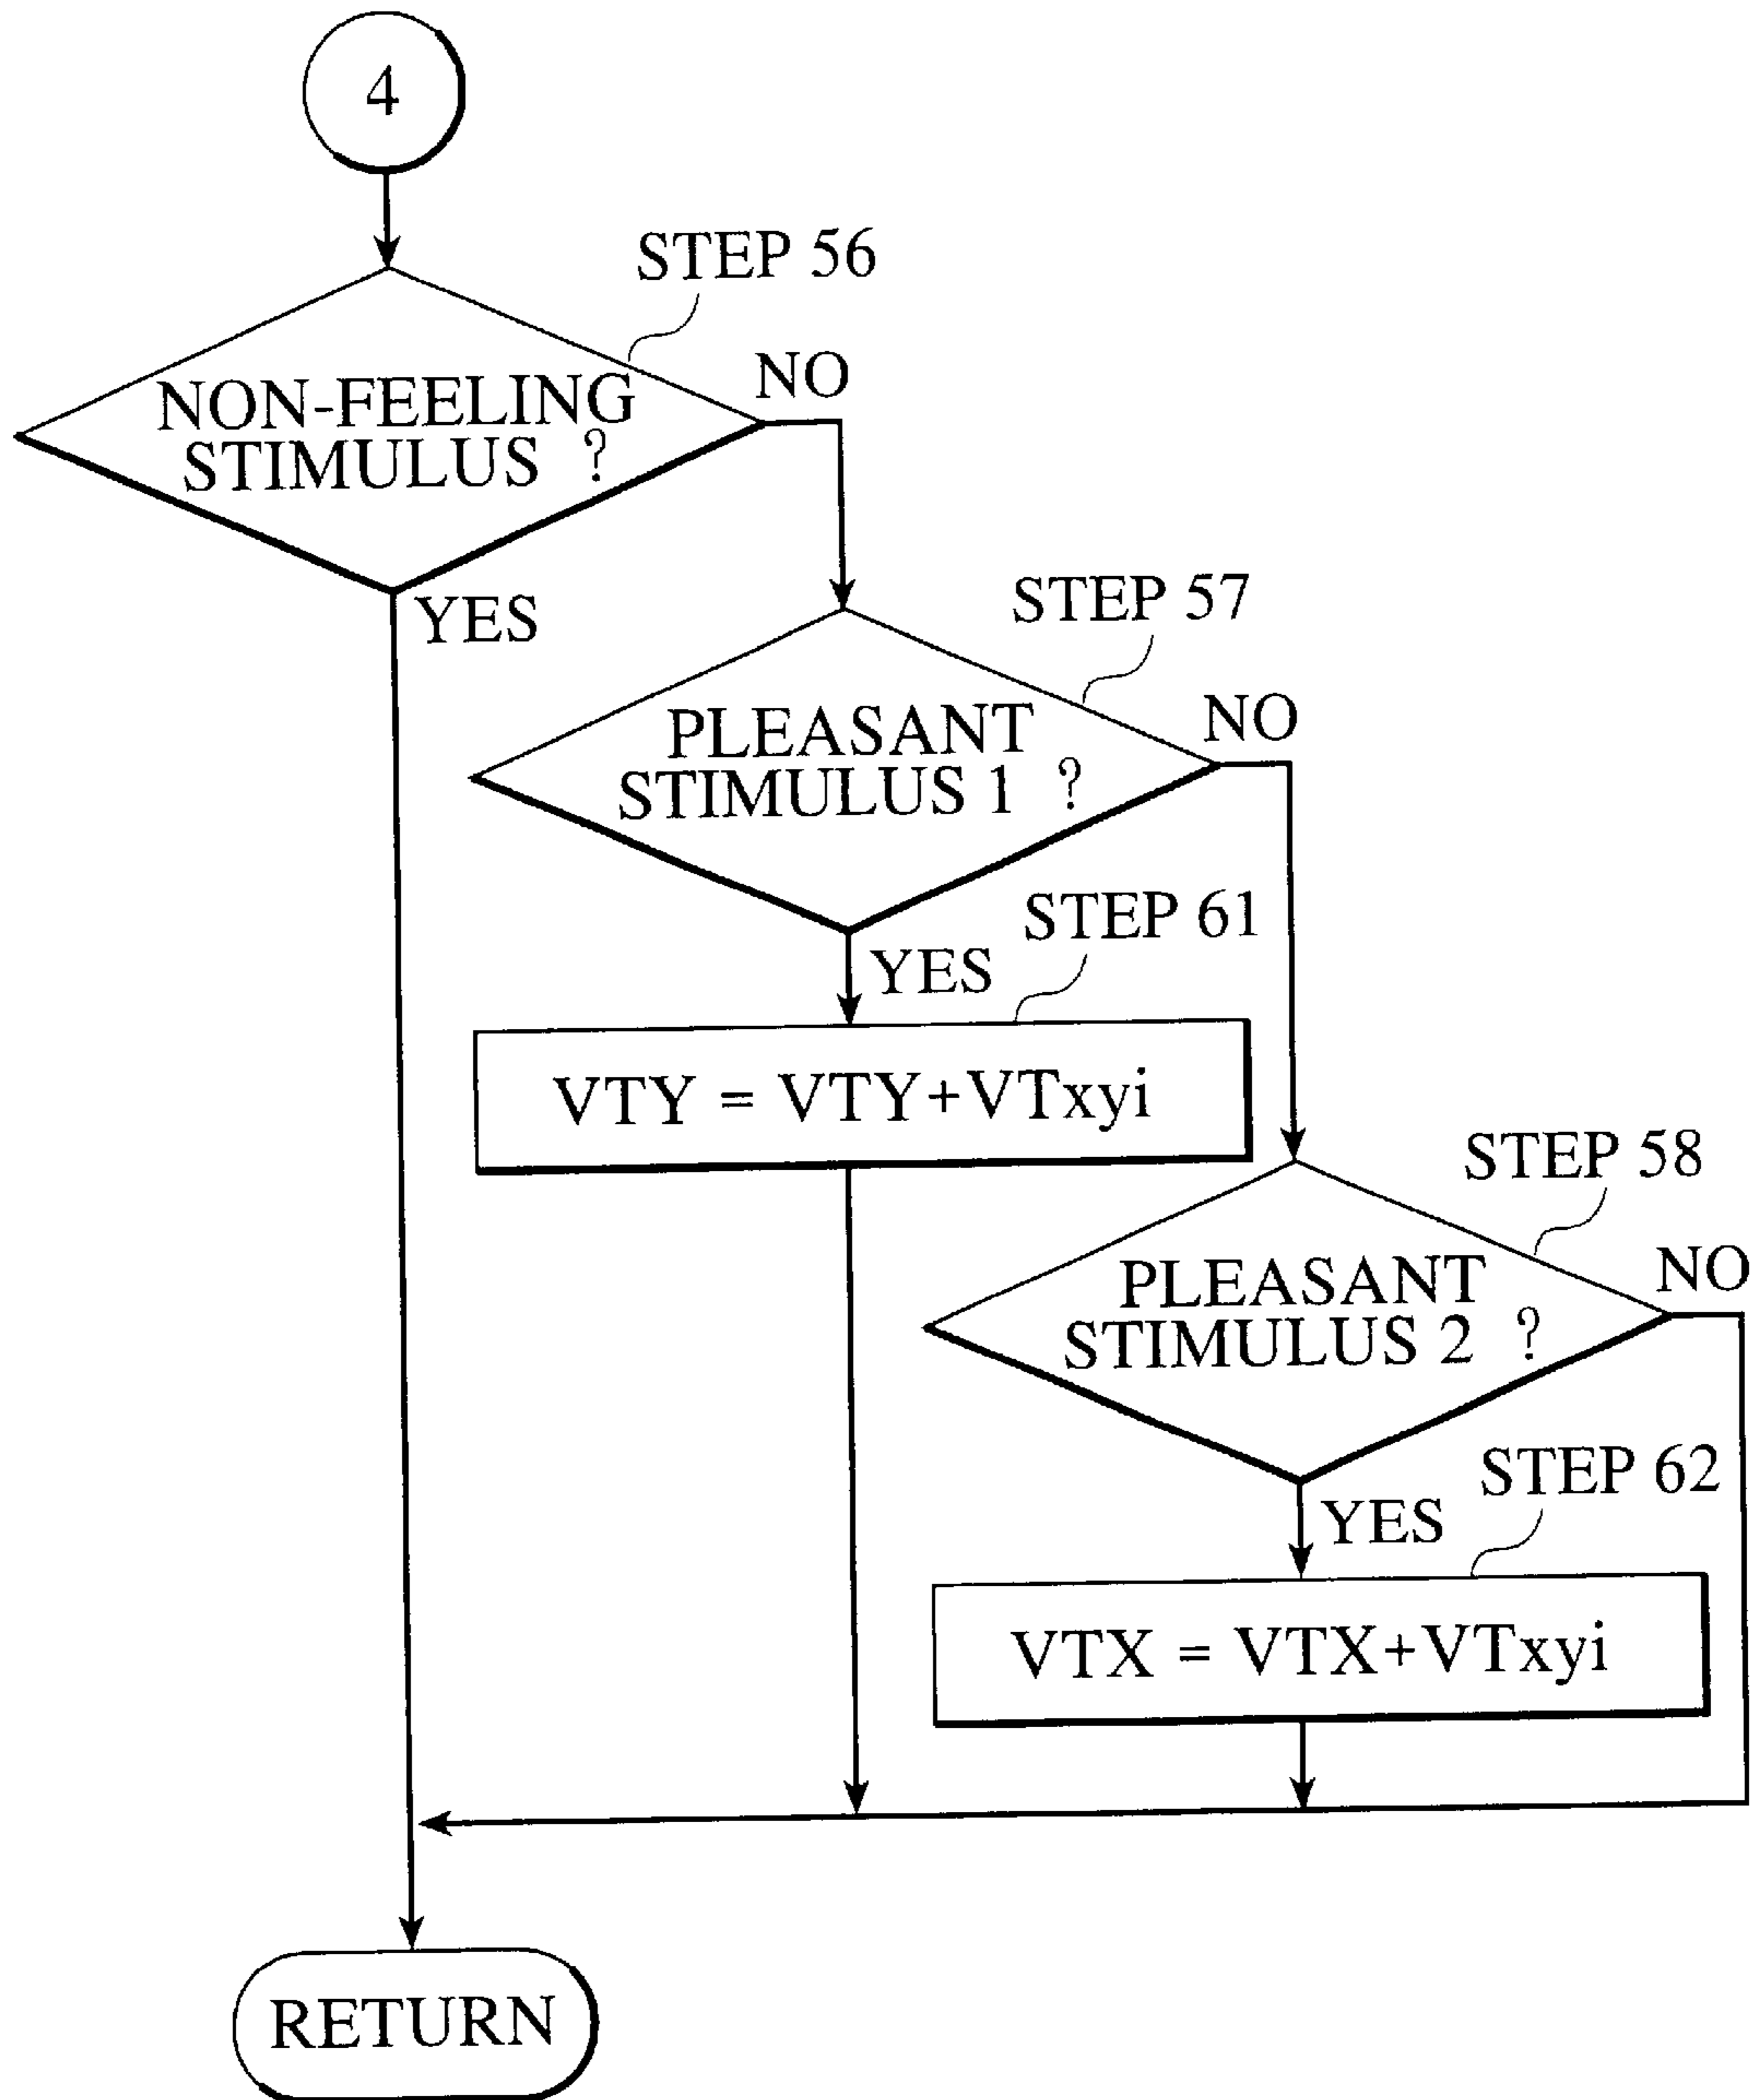 4
STEP 56
NON-FEELING
STIMULUS ?
NO
YES
STEP 57
PLEASANT
STIMULUS 1 ?
NO
STEP 61
YES
VTY = VTY+VTxyi
STEP 58
PLEASANT
STIMULUS 2 ?
NO
STEP 62
YES
VTX = VTX+VTxyi
RETURN